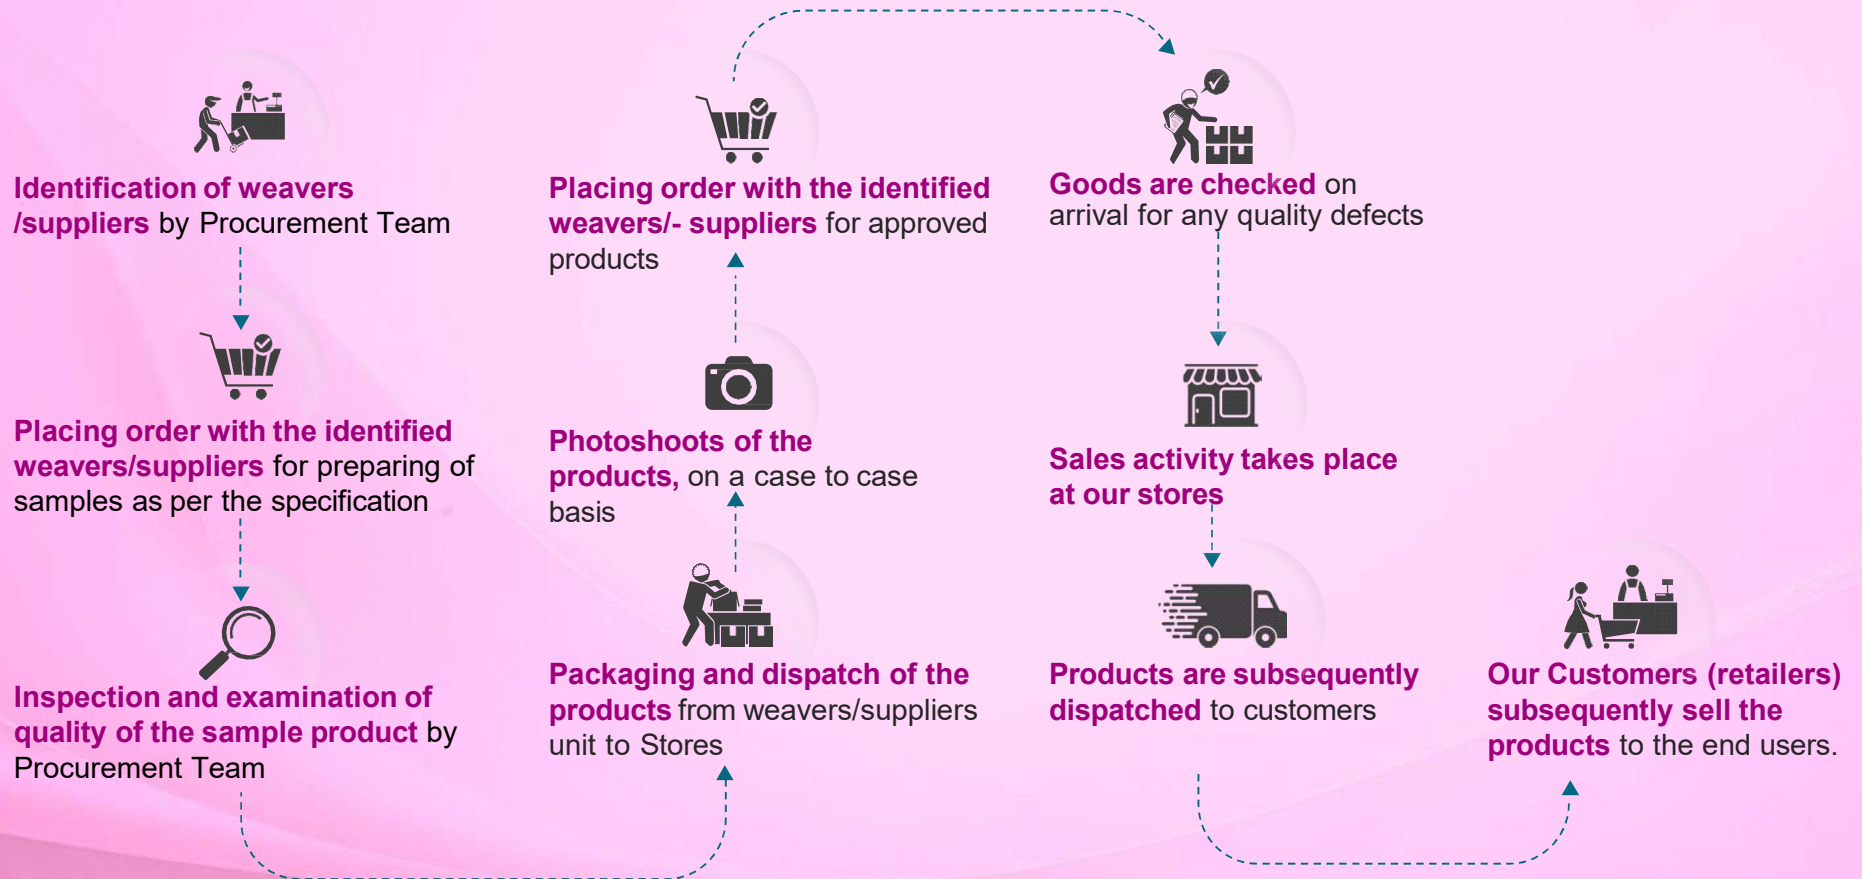 Identification of weavers
/suppliers by Procurement Team
Placing order with the identified
weavers/suppliers for preparing of
samples as per the specification
Inspection and examination of
quality of the sample product by
Procurement Team
Packaging and dispatch of the
products from weavers/suppliers
unit to Stores
Photoshoots of the
products, on a case to case
basis
Placing order with the identified
weavers/- suppliers for approved
products
Goods are checked on
arrival for any quality defects
Sales activity takes place
at our stores
Products are subsequently
dispatched to customers
Our Customers (retailers)
subsequently sell the
products to the end users.